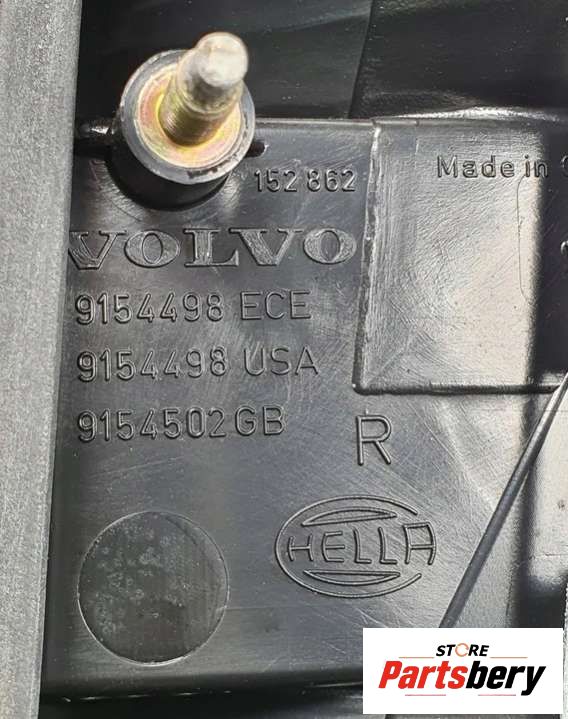 152 862
Made in
VOLVO
9154498 ECE
9154498 USA
9154502 GB
R
HELLA
STORE
Partsbery